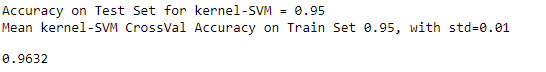 Accuracy on Test Set for kernel-SVM = 0.95
Mean kernel-SVM CrossVal Accuracy on Train Set 0.95, with std=0.01
0.9632